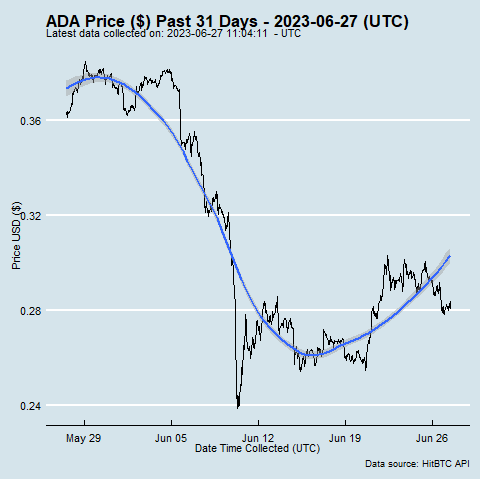 ADA Price ($) Past 31 Days - 2023-06-27 (UTC)
Latest data collected on: 2023-06-27 11:04:11 - UTC
0.36
0.32
0.28
0.24
Price USD ($)
May 29 Jun 05 Jun 12 Jun 19 Jun 26
Date Time Collected (UTC)
Data source: HitBTC API